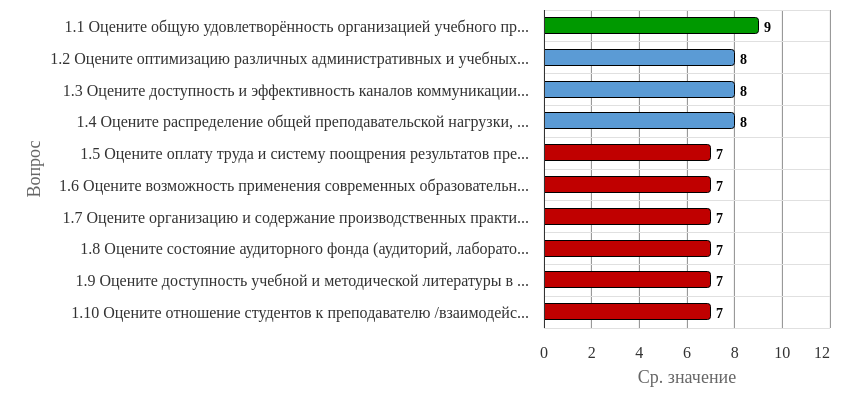 1.1 Оцените общую удовлетворённость организацией учебного пр... 9
1.2 Оцените оптимизацию различных административных и учебных... 8
1.3 Оцените доступность и эффективность каналов коммуникации... 8
1.4 Оцените распределение общей преподавательской нагрузки, ... 8
1.5 Оцените оплату труда и систему поощрения результатов пре... 7
1.6 Оцените возможность применения современных образовательн... 7
1.7 Оцените организацию и содержание производственных практи... 7
1.8 Оцените состояние аудиторного фонда (аудиторий, лаборато... 7
1.9 Оцените доступность учебной и методической литературы в ... 7
1.10 Оцените отношение студентов к преподавателю /взаимодейс... 7
Вопрос
0 2 4 6 8 10 12
Ср. значение